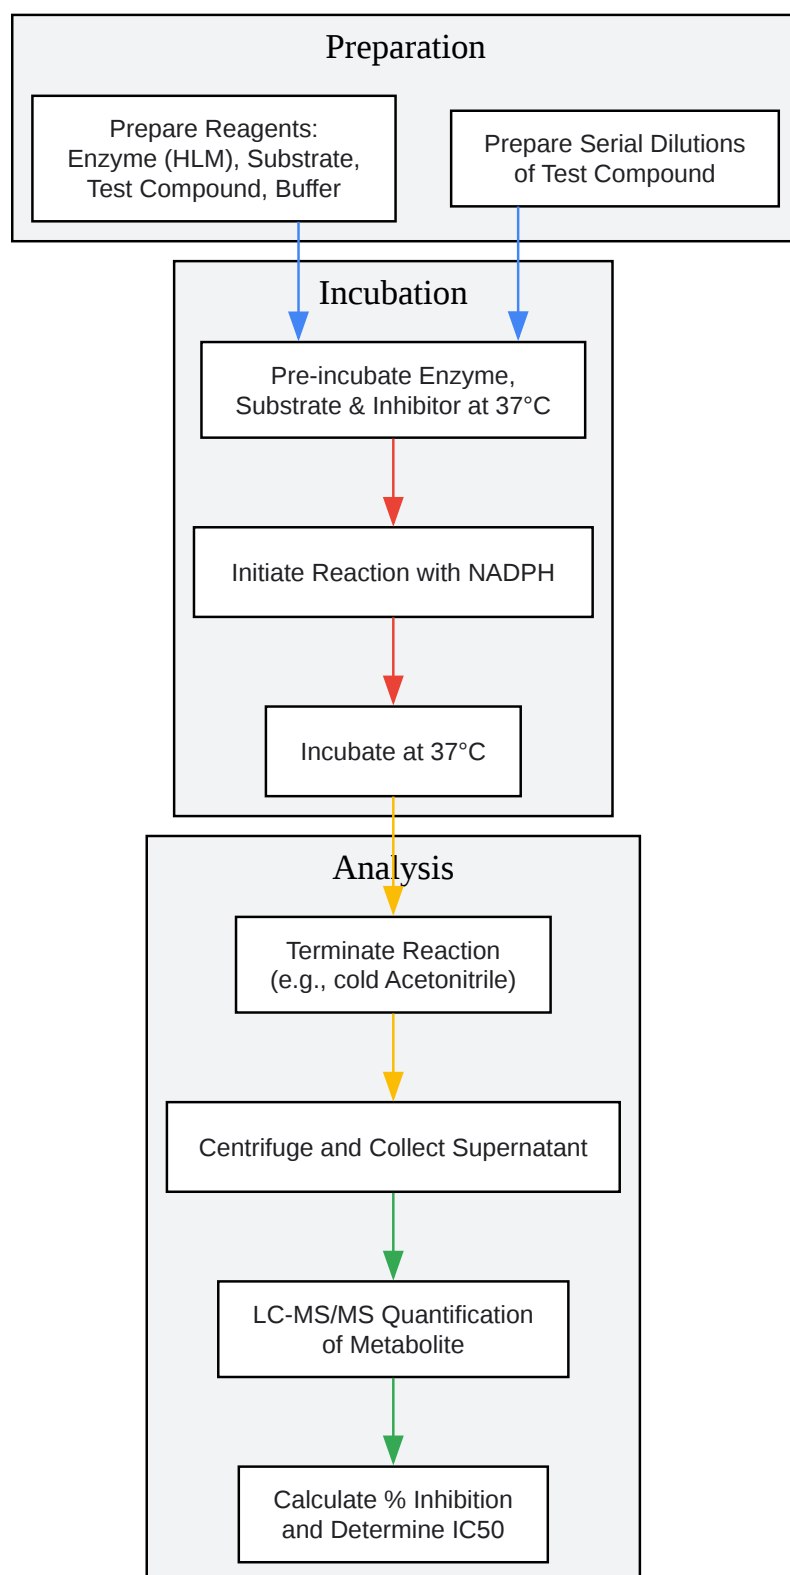 Preparation
Prepare Reagents:
Enzyme (HLM), Substrate,
Test Compound, Buffer
Prepare Serial Dilutions
of Test Compound
Incubation
Pre-incubate Enzyme,
Substrate & Inhibitor at 37°C
Initiate Reaction with NADPH
Incubate at 37°C
Analysis
Terminate Reaction
(e.g., cold Acetonitrile)
Centrifuge and Collect Supernatant
LC-MS/MS Quantification
of Metabolite
Calculate % Inhibition
and Determine IC50